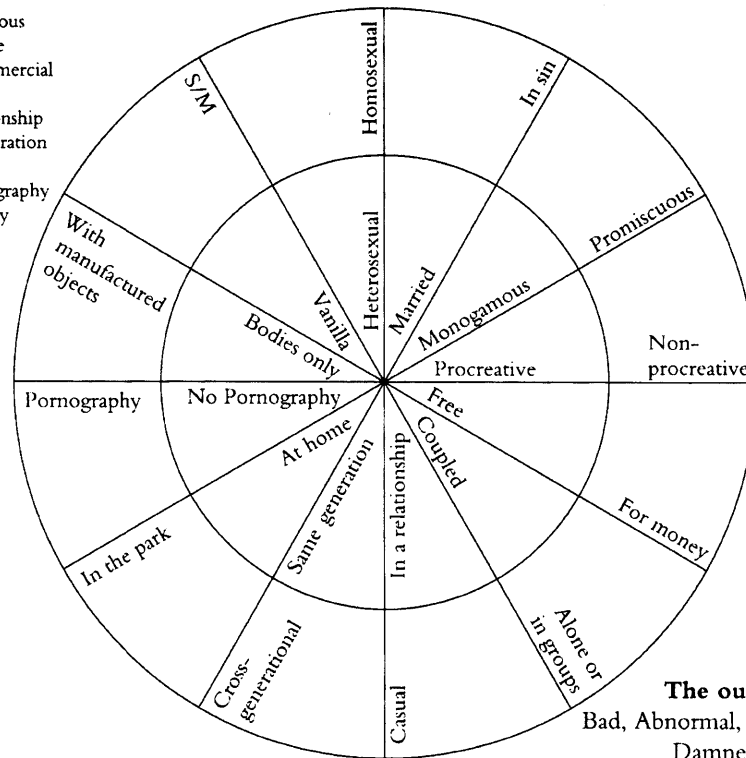 ous
e
mercial
onship
ration
graphy
y
S/M
Homosexual
In sin
Promiscuous
Non-
procreative
For money
Alone or
in groups
Casual
Cross-
generational
In the park
Pornography
With
manufactured
objects
Vanilla
Heterosexual
Married
Monogamous
Procreative
Free
Coupled
In a relationship
Same generation
At home
No Pornography
Bodies only
The ou
Bad, Abnormal,
Damne